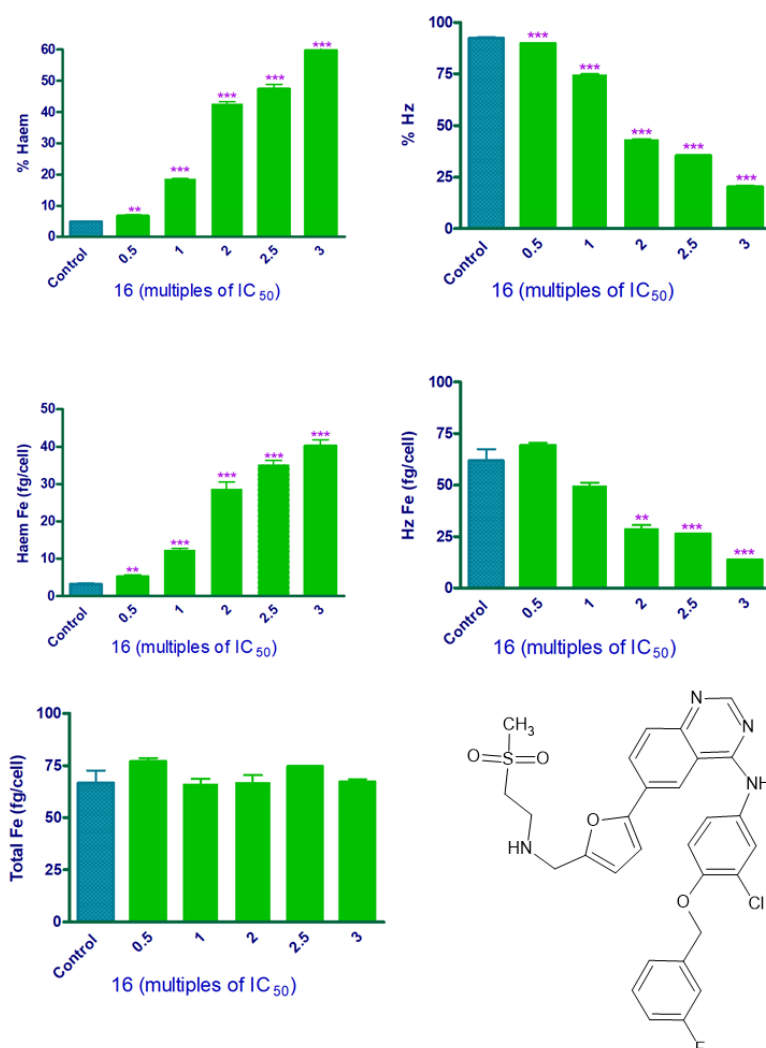 % Haem
60
50
40
30
20
10
0
** *** *** *** ***
Control 0.5 1 2 2.5 3
16 (multiples of IC50)
% Hz
100
75
50
25
0
*** *** *** *** ***
Control 0.5 1 2 2.5 3
16 (multiples of IC50)
Haem Fe (fg/cell)
50
40
30
20
10
0
** *** *** *** ***
Control 0.5 1 2 2.5 3
16 (multiples of IC50)
Hz Fe (fg/cell)
100
75
50
25
0
** *** ***
Control 0.5 1 2 2.5 3
16 (multiples of IC50)
Total Fe (fg/cell)
100
75
50
25
0
Control 0.5 1 2 2.5 3
16 (multiples of IC50)
CH3
O S O
NH
O
N
N
NH
Cl
O
F